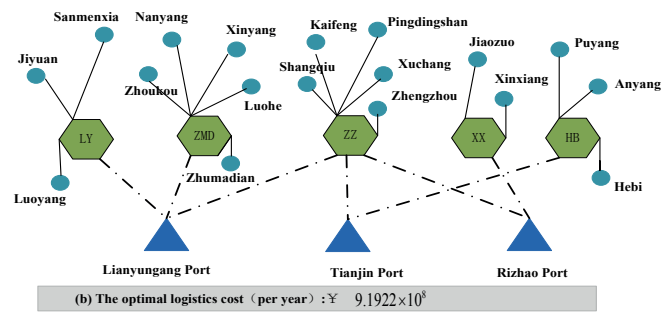 Sanmenxia
Nanyang
Kaifeng
Pingdingshan
Xinyang
Jiaozuo
Puyang
Jiyuan
Zhoukou
Shangqiu
Xuchang
Xinxiang
Anyang
Luohe
Zhengzhou
LY
ZMD
ZZ
XX
HB
Luoyang
Zhumadian
Hebi
Lianyungang Port
Tianjin Port
Rizhao Port
(b) The optimal logistics cost（per year）: ¥ 9.1922×10⁸